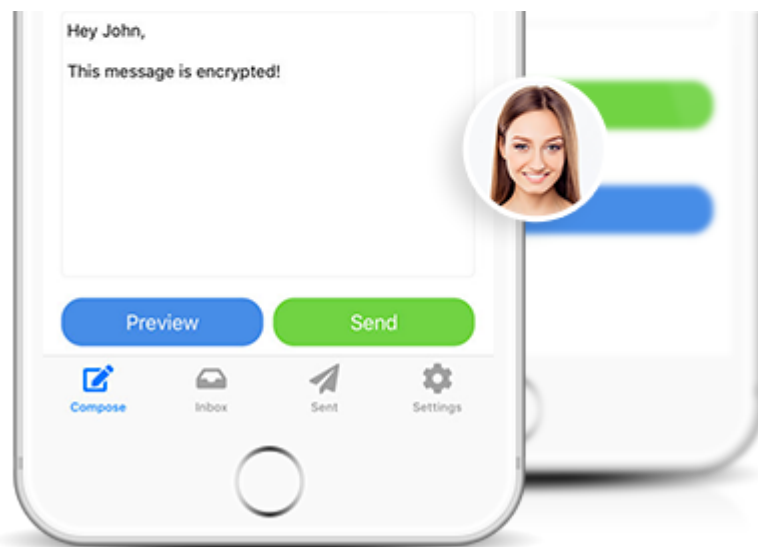 Hey John,
This message is encrypted!
Preview Send
Compose Inbox Sent Settings